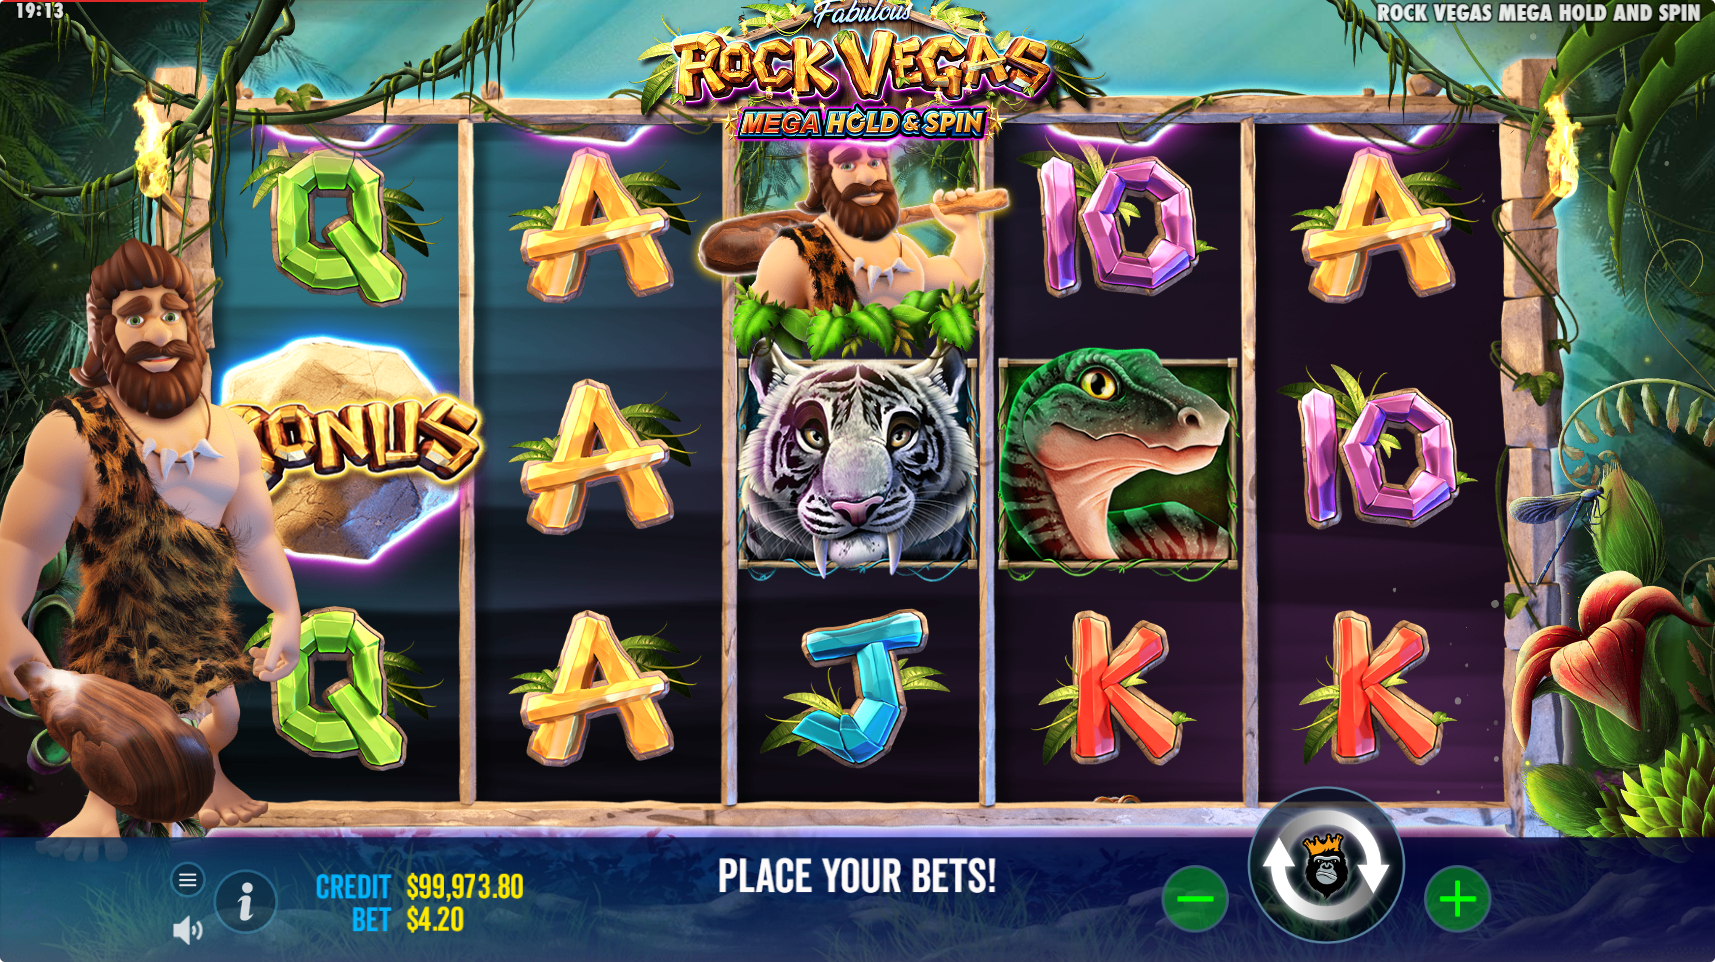 19:13
ROCK VEGAS MEGA HOLD AND SPIN
Fabulous
ROCK VEGAS
MEGA HOLD & SPIN
Q A 10 A
BONUS A 10
Q A J K K
i
CREDIT $99,973.80
BET $4.20
PLACE YOUR BETS!